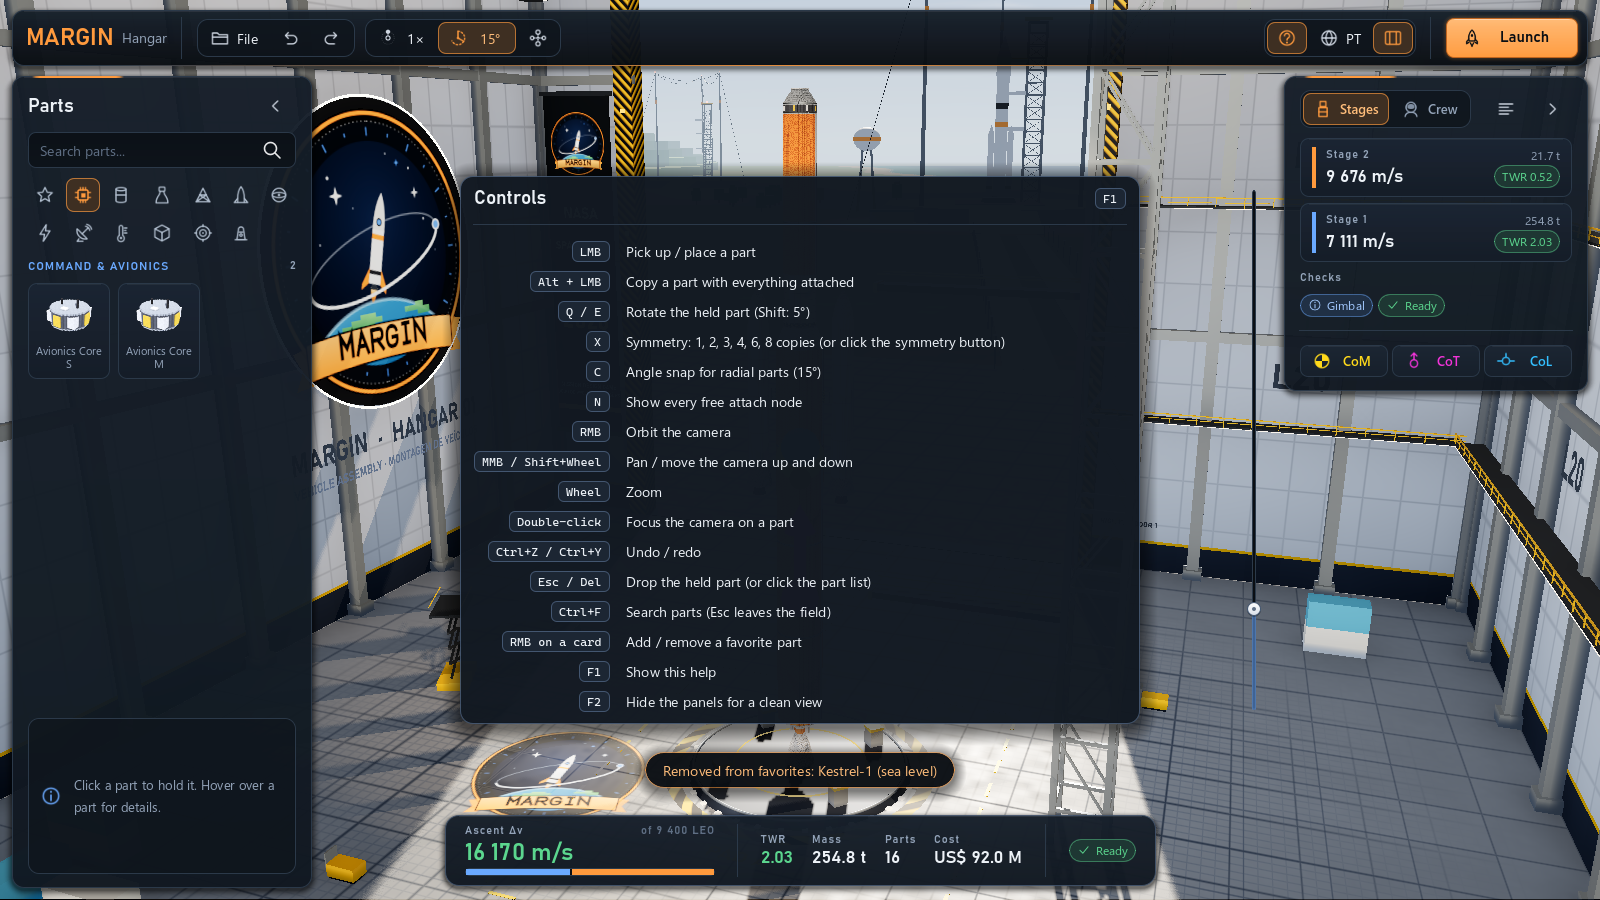 MARGIN Hangar
File
1×
15°
PT
Launch
Parts
Search parts...
COMMAND & AVIONICS 2
Avionics Core S
Avionics Core M
Click a part to hold it. Hover over a
part for details.
MARGIN
MARGIN
MARGIN - HANGAR
Controls F1
LMB Pick up / place a part
Alt + LMB Copy a part with everything attached
Q / E Rotate the held part (Shift: 5°)
X Symmetry: 1, 2, 3, 4, 6, 8 copies (or click the symmetry button)
C Angle snap for radial parts (15°)
N Show every free attach node
RMB Orbit the camera
MMB / Shift+Wheel Pan / move the camera up and down
Wheel Zoom
Double-click Focus the camera on a part
Ctrl+Z / Ctrl+Y Undo / redo
Esc / Del Drop the held part (or click the part list)
Ctrl+F Search parts (Esc leaves the field)
RMB on a card Add / remove a favorite part
F1 Show this help
F2 Hide the panels for a clean view
Stages
Crew
Stage 2 21.7 t
9 676 m/s TWR 0.52
Stage 1 254.8 t
7 111 m/s TWR 2.03
Checks
Gimbal
Ready
CoM
CoT
CoL
L20
MARGIN
Removed from favorites: Kestrel-1 (sea level)
Ascent Δv of 9 400 LEO
16 170 m/s
TWR Mass Parts Cost
2.03 254.8 t 16 US$ 92.0 M
Ready